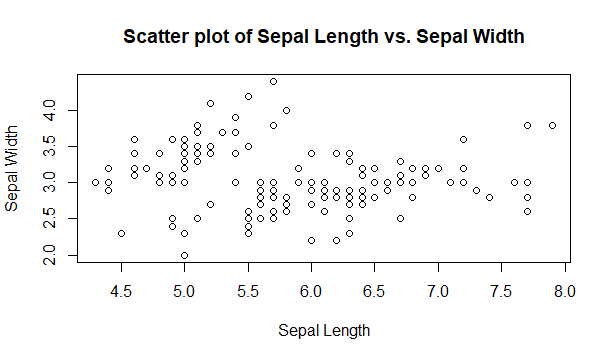 Scatter plot of Sepal Length vs. Sepal Width
Sepal Width
4.0
3.5
3.0
2.5
2.0
4.5 5.0 5.5 6.0 6.5 7.0 7.5 8.0
Sepal Length